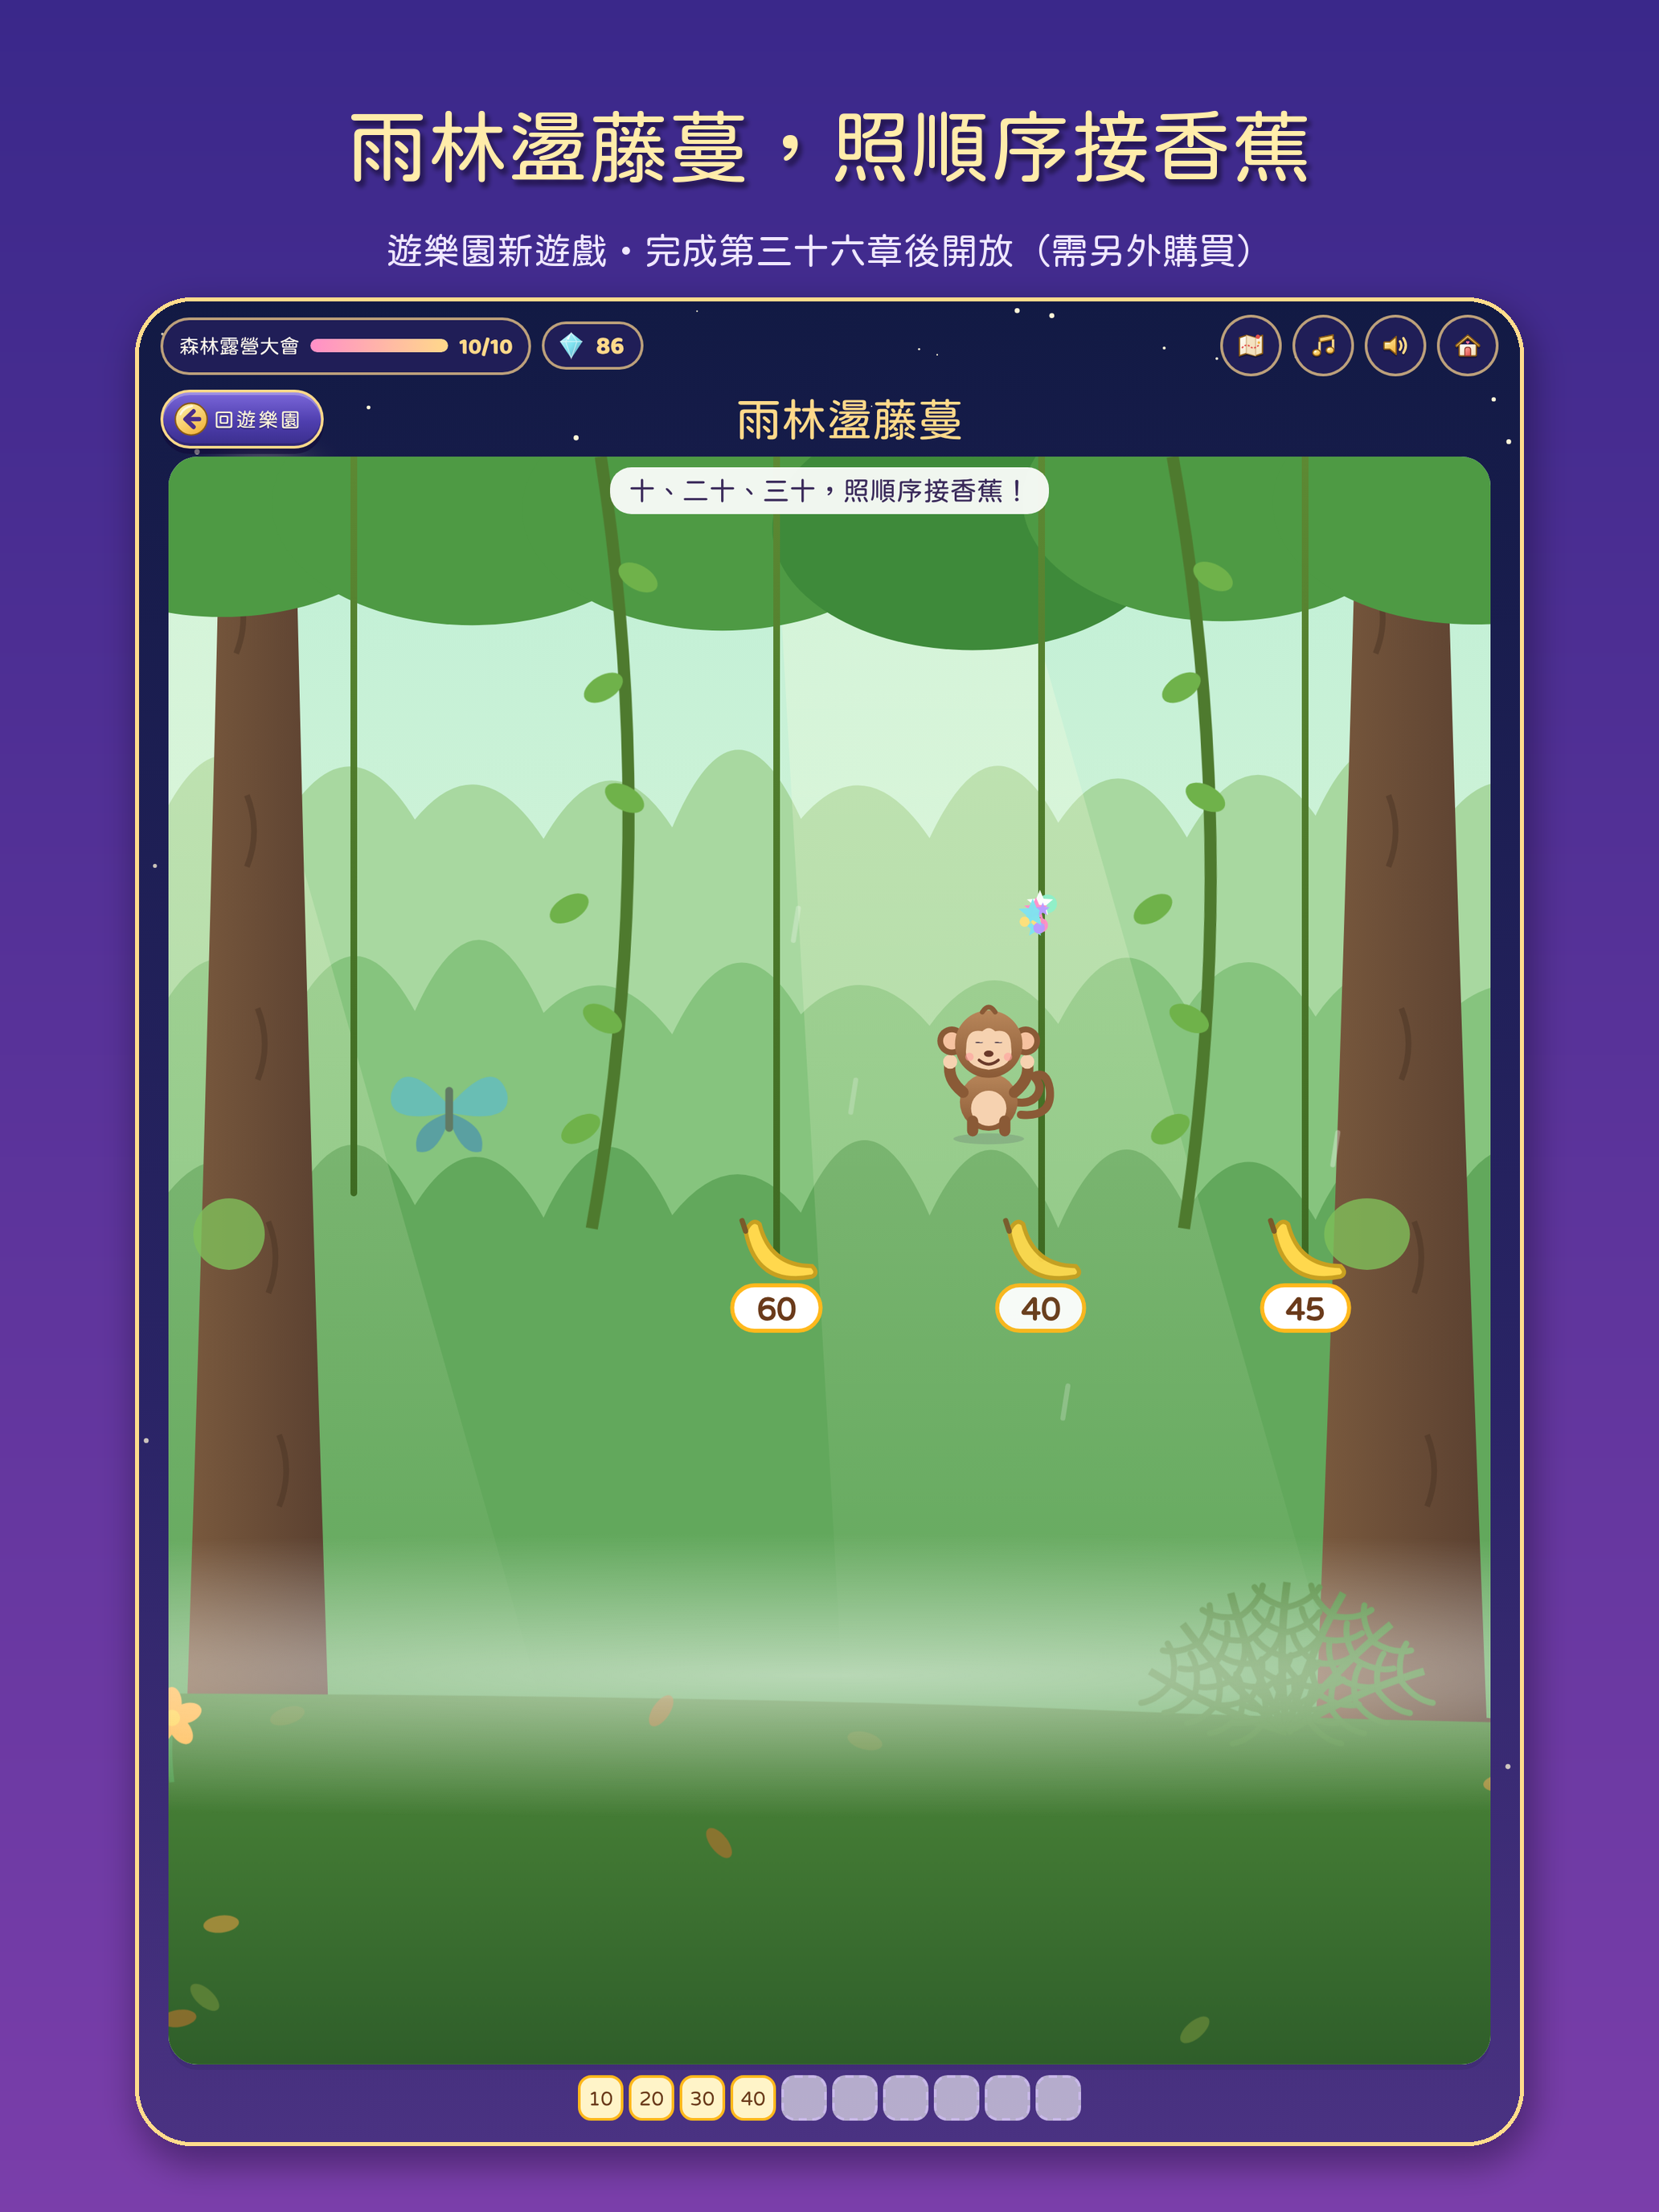 雨林盪藤蔓，照順序接香蕉
遊樂園新遊戲・完成第三十六章後開放（需另外購買）
森林露營大會 10/10 86
回遊樂園
雨林盪藤蔓
十、二十、三十，照順序接香蕉！
60 40 45
10 20 30 40